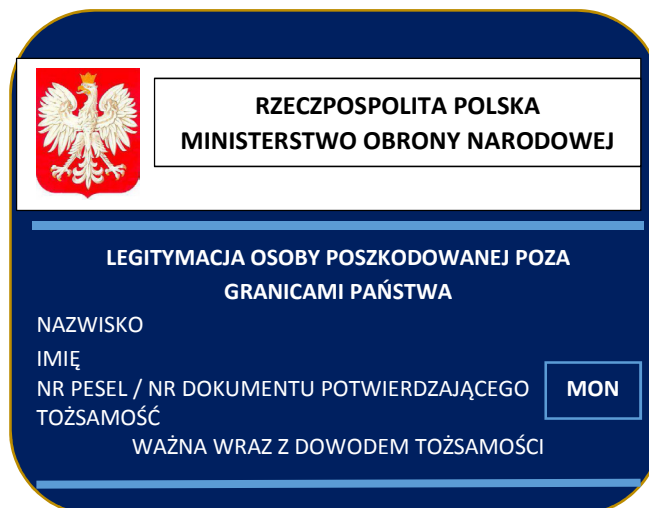 RZECZPOSPOLITA POLSKA
MINISTERSTWO OBRONY NARODOWEJ
LEGITYMACJA OSOBY POSZKODOWANEJ POZA
GRANICAMI PAŃSTWA
NAZWISKO
IMIĘ
NR PESEL / NR DOKUMENTU POTWIERDZAJĄCEGO
TOŻSAMOŚĆ
MON
WAŻNA WRAZ Z DOWODEM TOŻSAMOŚCI